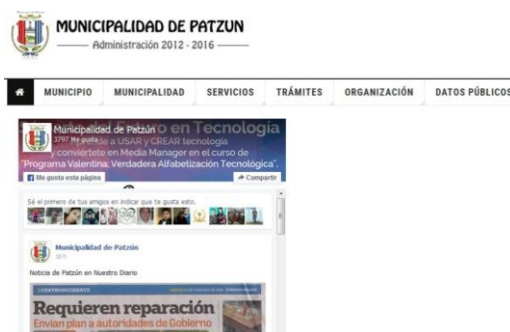 MUNICIPALIDAD DE PATZUN
Administración 2012 - 2016
MUNICIPIO MUNICIPALIDAD SERVICIOS TRÁMITES ORGANIZACIÓN DATOS PÚBLICOS
Municipalidad de Patzún
3797 Me gusta
en Tecnología
a USAR y CREAR tecnología
y conviértete en Media Manager en el curso de
"Programa Valentina: Verdadera Alfabetización Tecnológica".
Me gusta esta página Compartir
Sé el primero de tus amigos en indicar que te gusta esto.
Municipalidad de Patzún
Noticia de Patzún en Nuestro Diario
Requieren reparación
Envían plan a autoridades de Gobierno